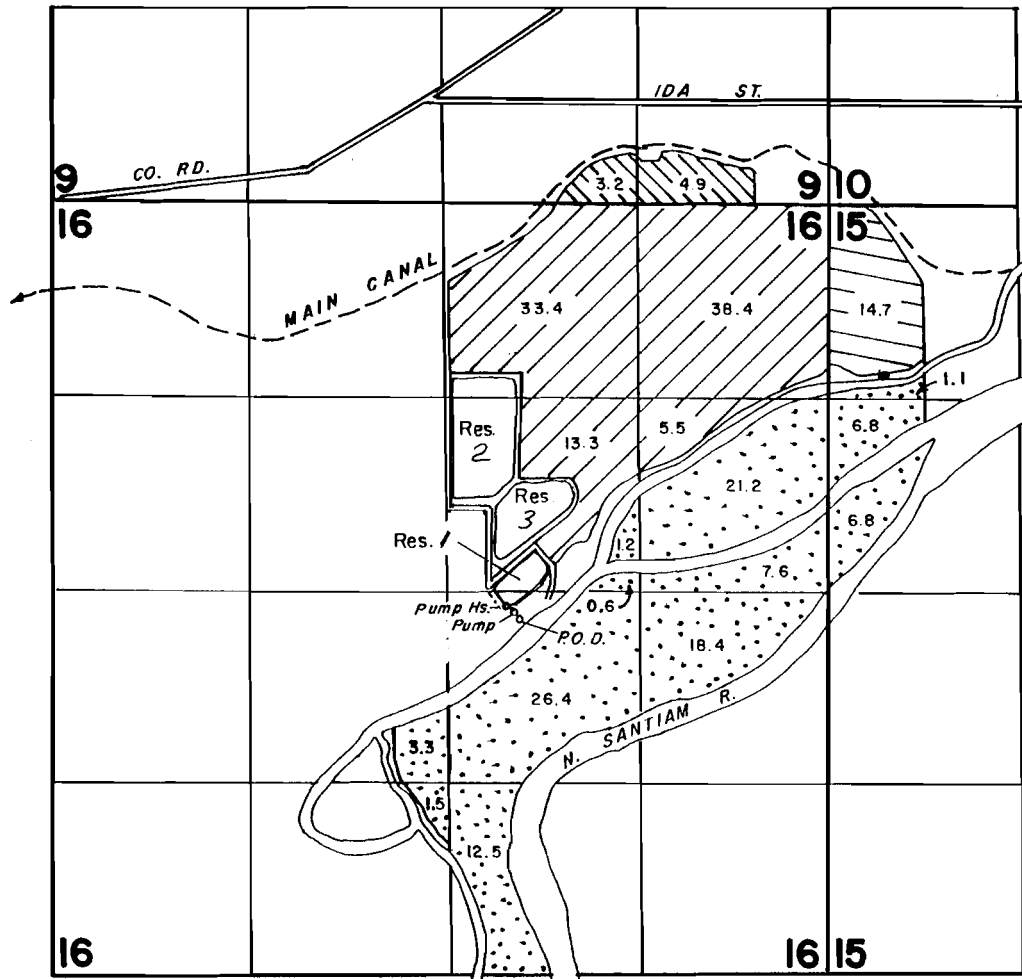 IDA ST.
CO. RD.
9
16
3.2
4.9
9 10
16 15
MAIN CANAL
33.4
38.4
14.7
1.1
Res.
2
13.3
5.5
6.8
21.2
Res
3
6.8
Res. 1
1.2
7.6
Pump Hs.
0.6
Pump
P.O.D.
18.4
26.4
N. SANTIAM R.
3.3
1.5
12.5
16
16 15